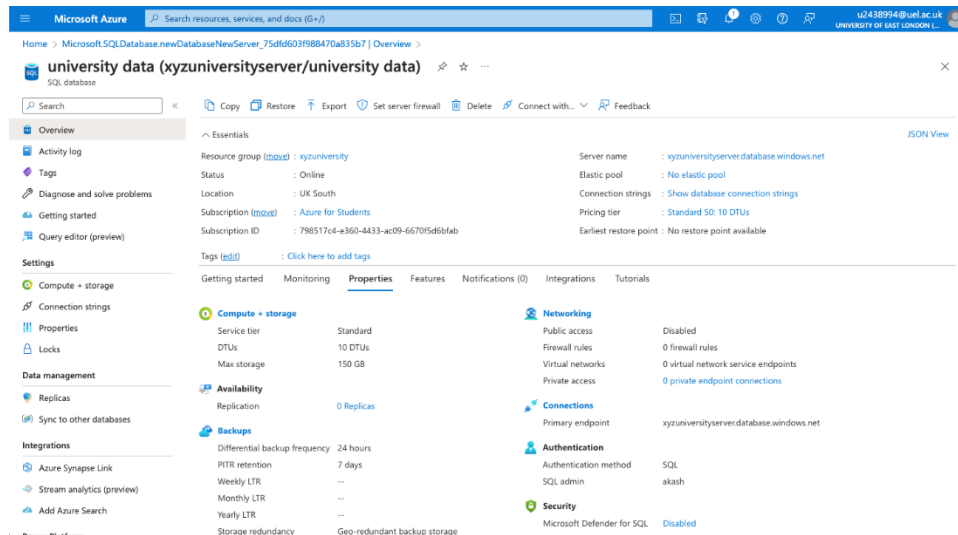 Microsoft Azure
Search resources, services, and docs (G+/)
1
u2438994@uel.ac.uk
UNIVERSITY OF EAST LONDON (...
Home > Microsoft.SQLDatabase.newDatabaseNewServer_75dfd603f988470a835b7 | Overview >
university data (xyzuniversityserver/university data)
SQL database
Search
Overview
Activity log
Tags
Diagnose and solve problems
Getting started
Query editor (preview)
Settings
Compute + storage
Connection strings
Properties
Locks
Data management
Replicas
Sync to other databases
Integrations
Azure Synapse Link
Stream analytics (preview)
Add Azure Search
Copy Restore Export Set server firewall Delete Connect with... Feedback
Essentials
JSON View
Resource group (move) : xyzuniversity
Status : Online
Location : UK South
Subscription (move) : Azure for Students
Subscription ID : 798517c4-e360-4433-ac09-6670f5d6bfab
Server name : xyzuniversityserver.database.windows.net
Elastic pool : No elastic pool
Connection strings : Show database connection strings
Pricing tier : Standard S0: 10 DTUs
Earliest restore point : No restore point available
Tags (edit) : Click here to add tags
Getting started Monitoring Properties Features Notifications (0) Integrations Tutorials
Compute + storage
Service tier Standard
DTUs 10 DTUs
Max storage 150 GB
Availability
Replication 0 Replicas
Backups
Differential backup frequency 24 hours
PITR retention 7 days
Weekly LTR --
Monthly LTR --
Yearly LTR --
Storage redundancy Geo-redundant backup storage
Networking
Public access Disabled
Firewall rules 0 firewall rules
Virtual networks 0 virtual network service endpoints
Private access 0 private endpoint connections
Connections
Primary endpoint xyzuniversityserver.database.windows.net
Authentication
Authentication method SQL
SQL admin akash
Security
Microsoft Defender for SQL Disabled